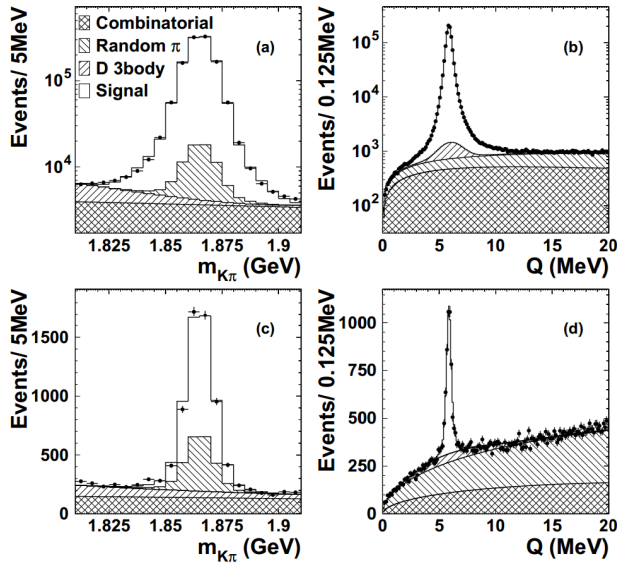 Combinatorial
Random π
D 3body
Signal
(a)
Events/ 5MeV
10^5
10^4
1.825 1.85 1.875 1.9
m_Kπ (GeV)
(b)
Events/ 0.125MeV
10^5
10^4
10^3
10^2
0 5 10 15 20
Q (MeV)
(c)
Events/ 5MeV
1500
1000
500
0
1.825 1.85 1.875 1.9
m_Kπ (GeV)
(d)
Events/ 0.125MeV
1000
750
500
250
0
0 5 10 15 20
Q (MeV)